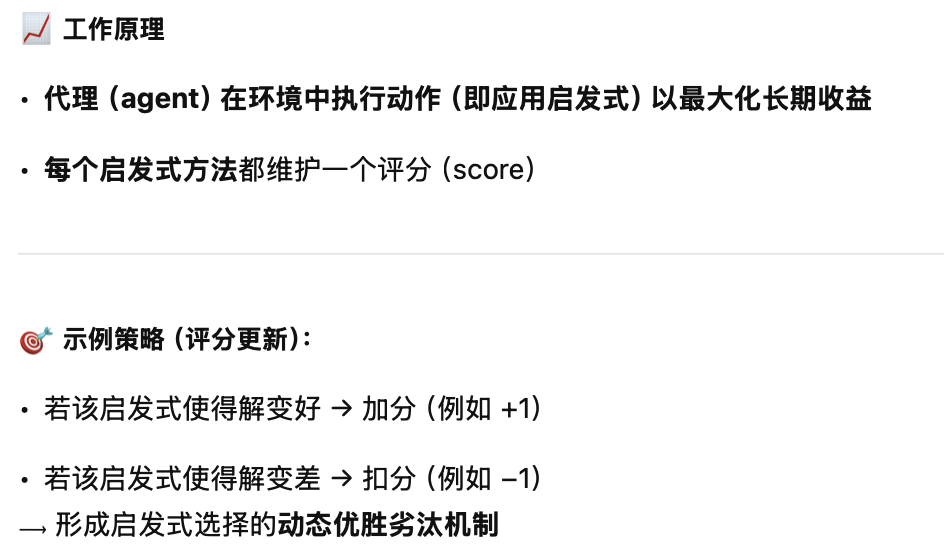 📈 工作原理
• 代理（agent）在环境中执行动作（即应用启发式）以最大化长期收益
• 每个启发式方法都维护一个评分（score）
🎯 示例策略（评分更新）：
• 若该启发式使得解变好 → 加分（例如 +1）
• 若该启发式使得解变差 → 扣分（例如 −1）
→ 形成启发式选择的动态优胜劣汰机制